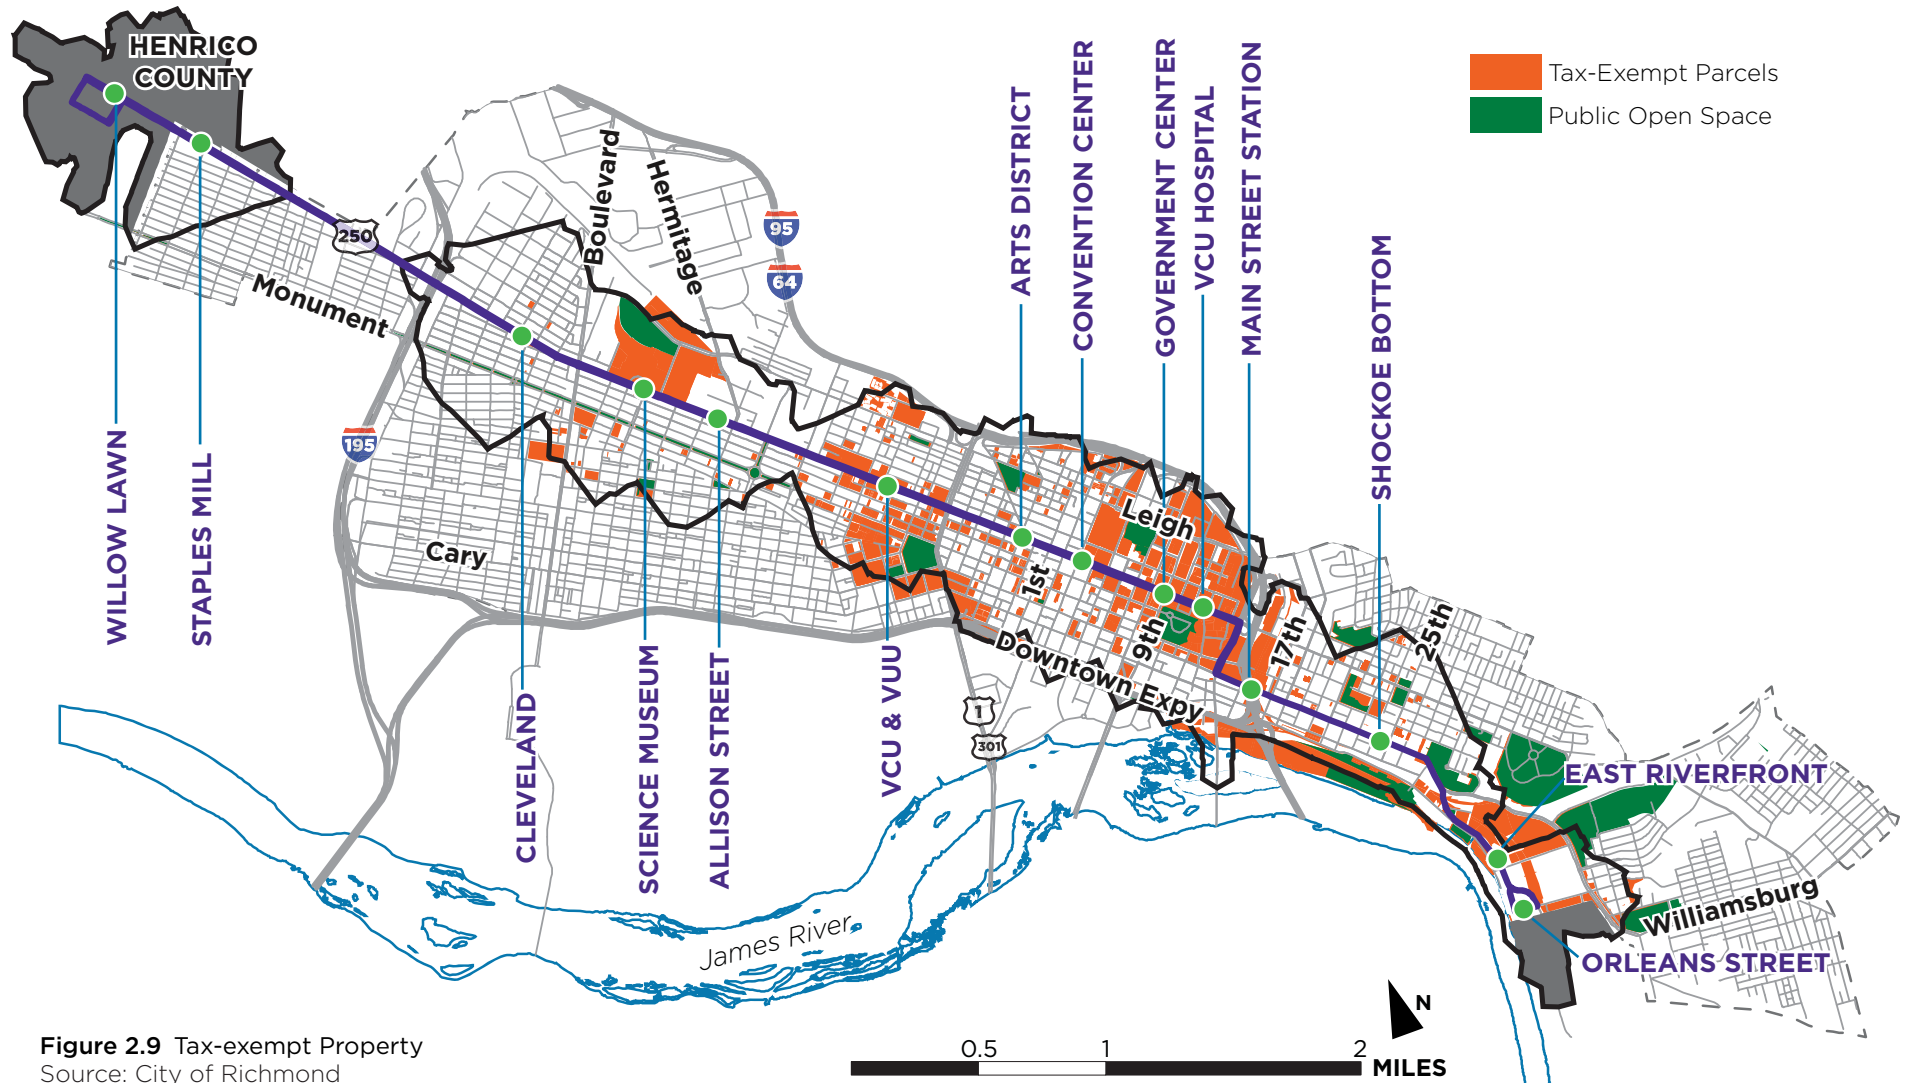 HENRICO
COUNTY
Tax-Exempt Parcels
Public Open Space
Boulevard
Hermitage
95
64
250
Monument
195
Cary
WILLOW LAWN
STAPLES MILL
CLEVELAND
SCIENCE MUSEUM
ALLISON STREET
VCU & VUU
ARTS DISTRICT
CONVENTION CENTER
GOVERNMENT CENTER
VCU HOSPITAL
MAIN STREET STATION
SHOCKOE BOTTOM
Leigh
1st
9th
17th
25th
Downtown Expy
1
301
EAST RIVERFRONT
Williamsburg
ORLEANS STREET
James River
N
0.5 1 2
MILES
Figure 2.9 Tax-exempt Property
Source: City of Richmond